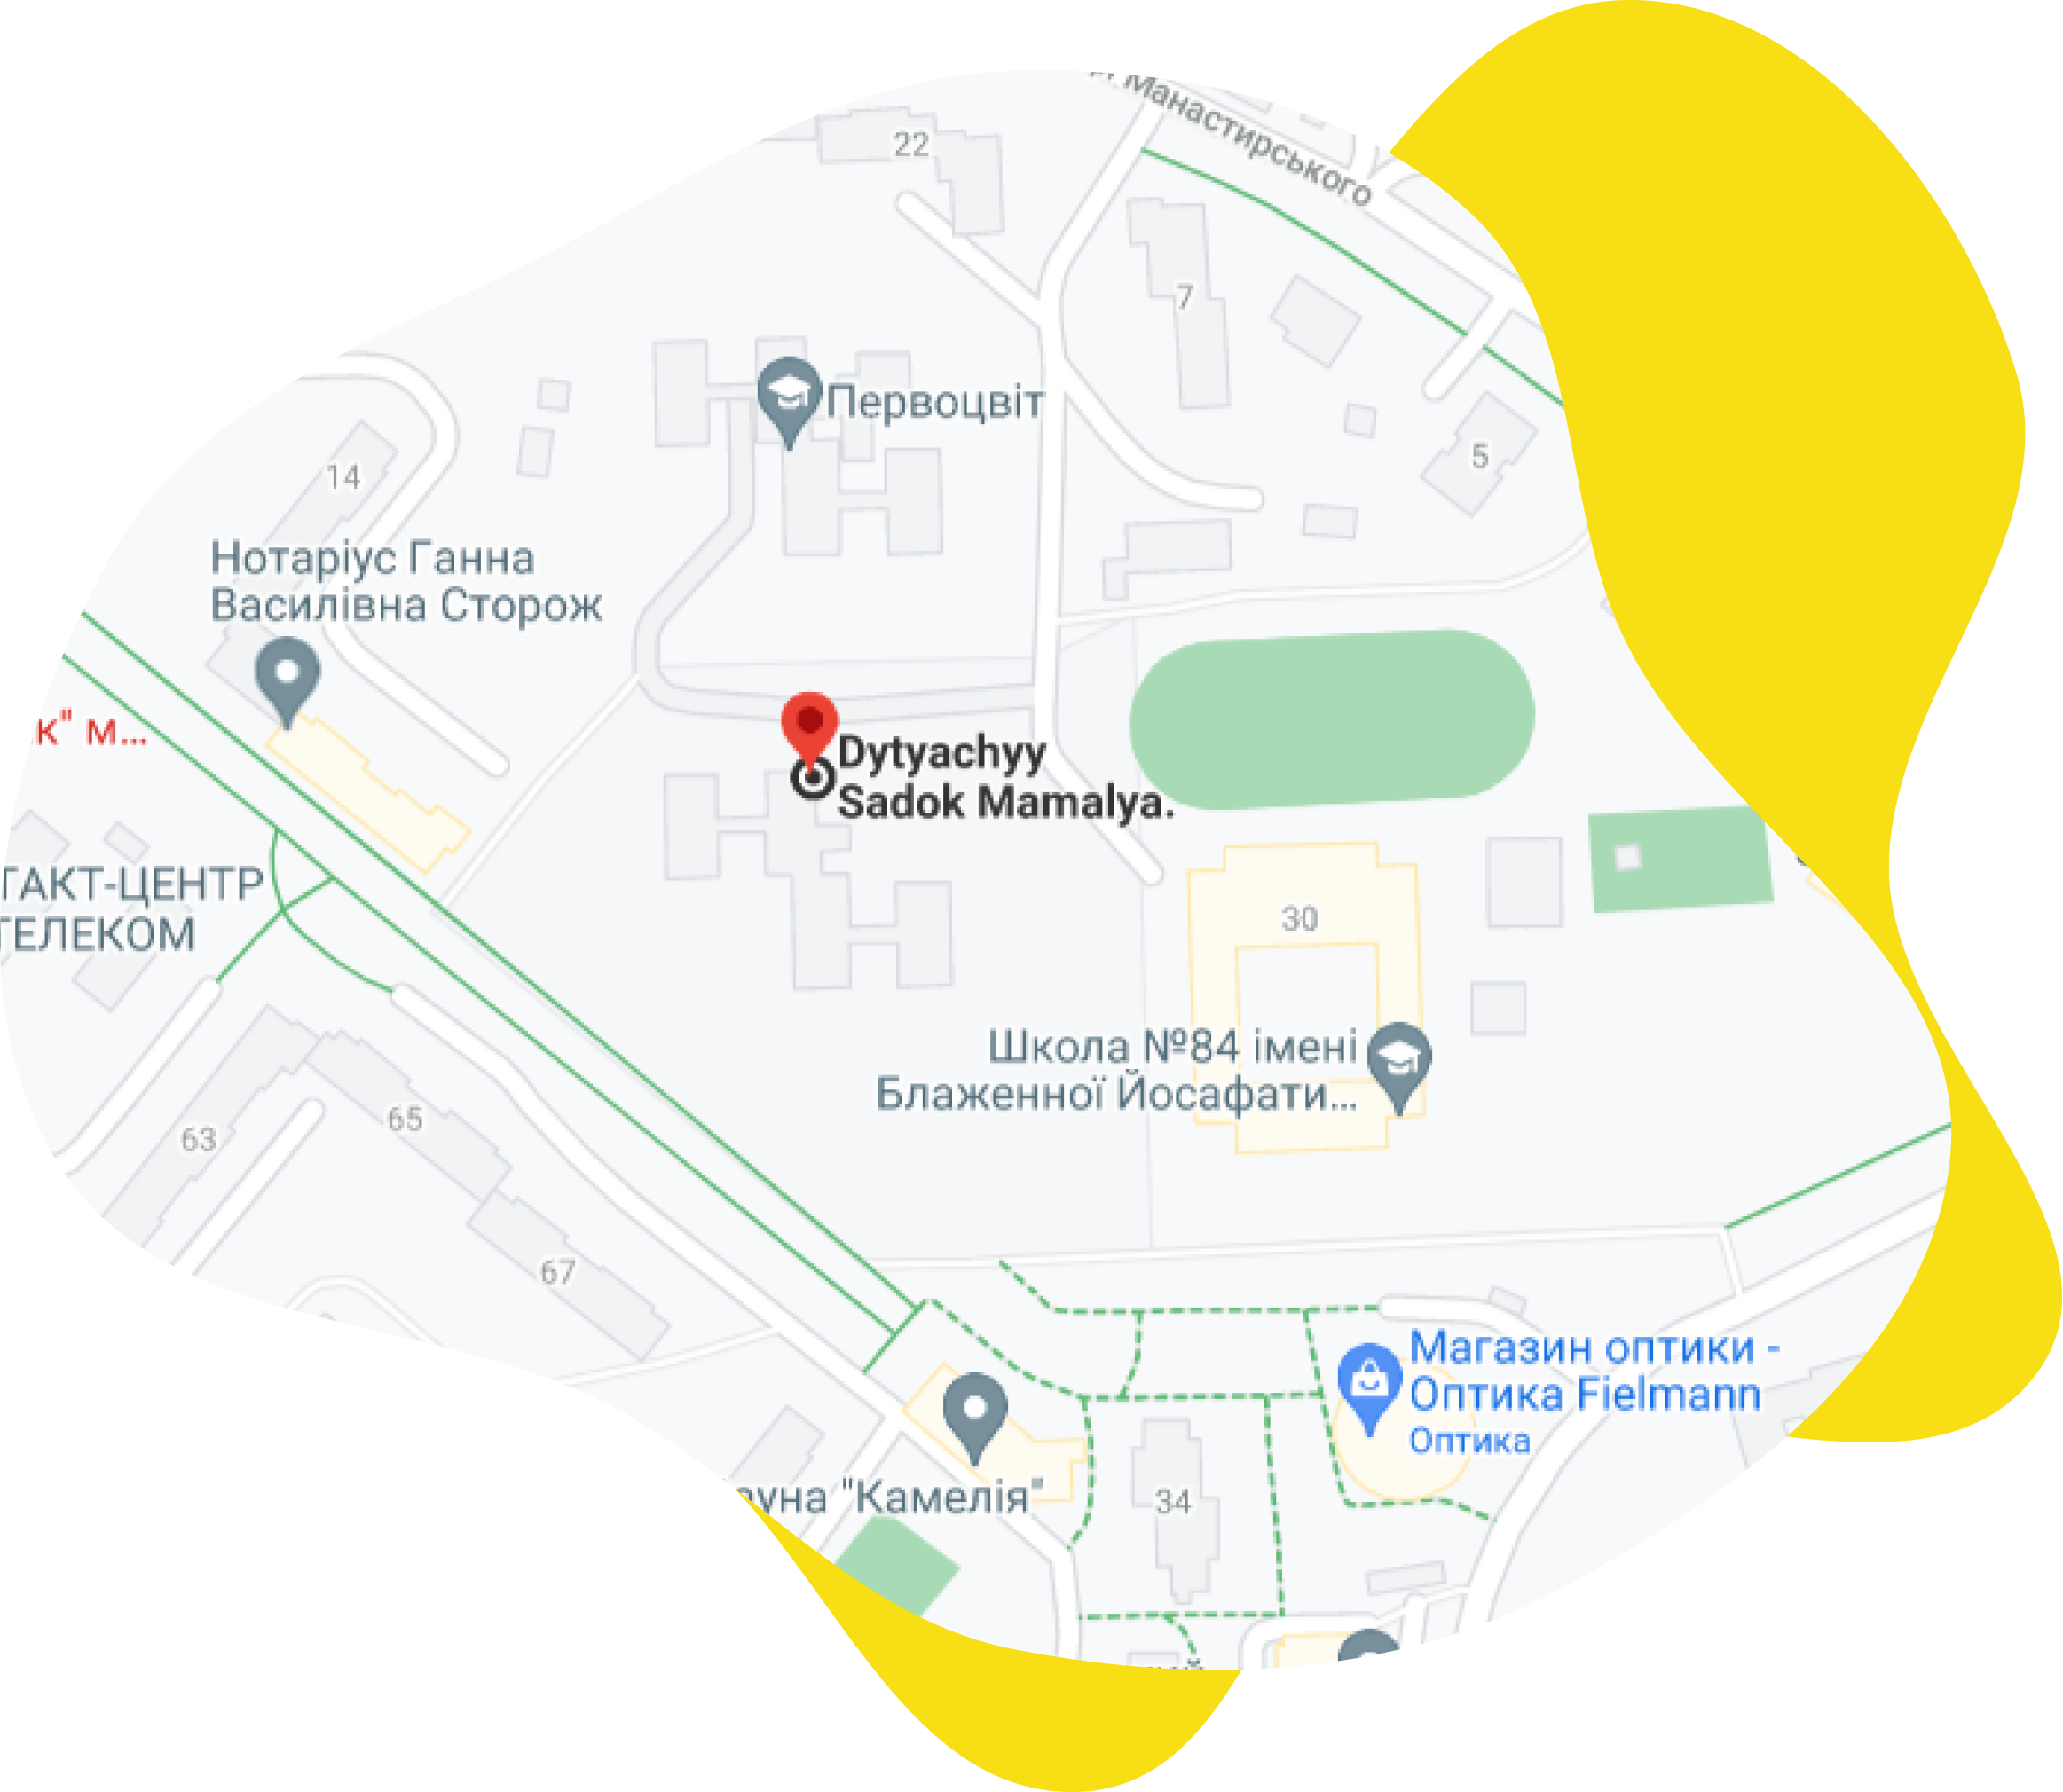 Манастирського
22
7
Первоцвіт
5
14
Нотаріус Ганна
Василівна Сторож
к" м...
Dytyachyy
Sadok Mamalya.
ТАКТ-ЦЕНТР
ТЕЛЕКОМ
30
Школа №84 імені
Блаженної Йосафати...
63
65
67
Магазин оптики -
Оптика Fielmann
Оптика
ауна "Камелія"
34